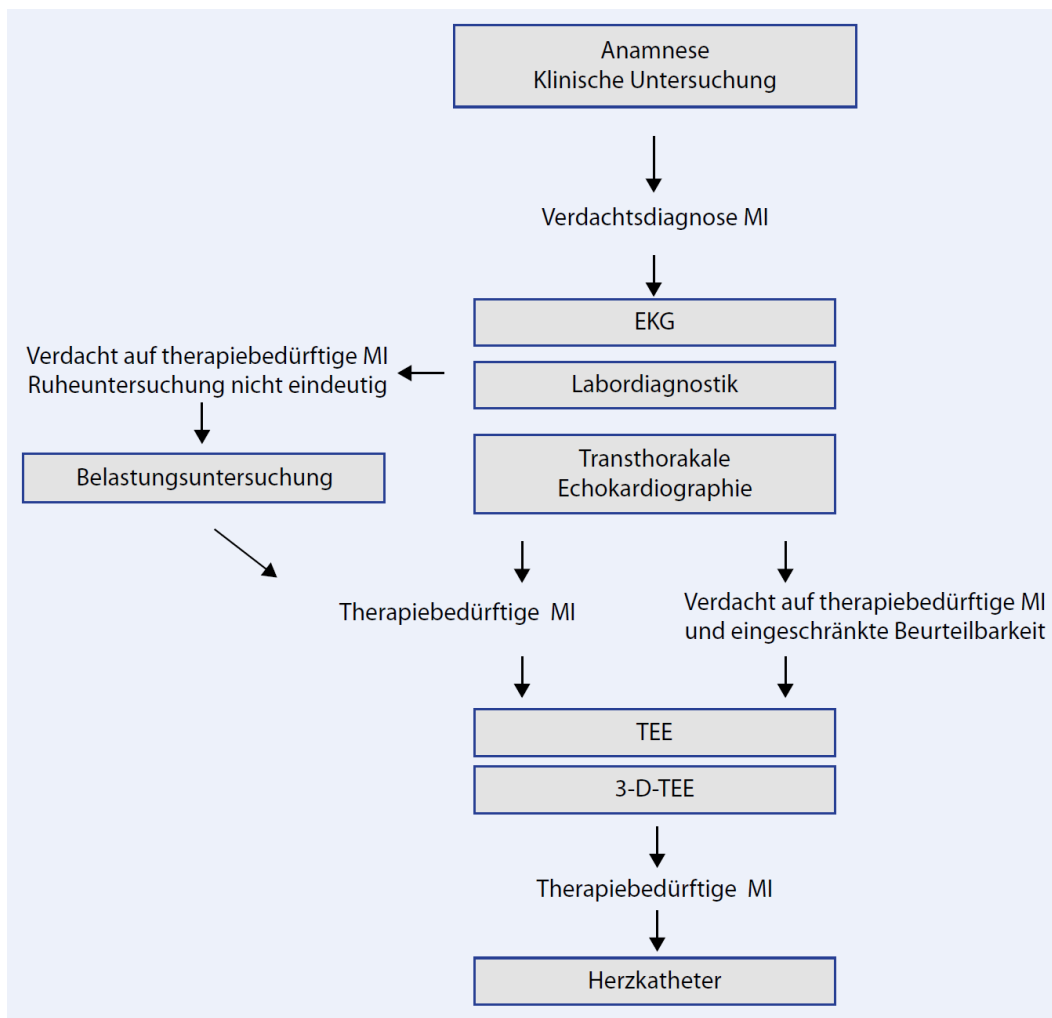 Anamnese
Klinische Untersuchung
Verdachtsdiagnose MI
EKG
Verdacht auf therapiebedürftige MI
Ruheuntersuchung nicht eindeutig
Labordiagnostik
Belastungsuntersuchung
Transthorakale
Echokardiographie
Therapiebedürftige MI
Verdacht auf therapiebedürftige MI
und eingeschränkte Beurteilbarkeit
TEE
3-D-TEE
Therapiebedürftige MI
Herzkatheter